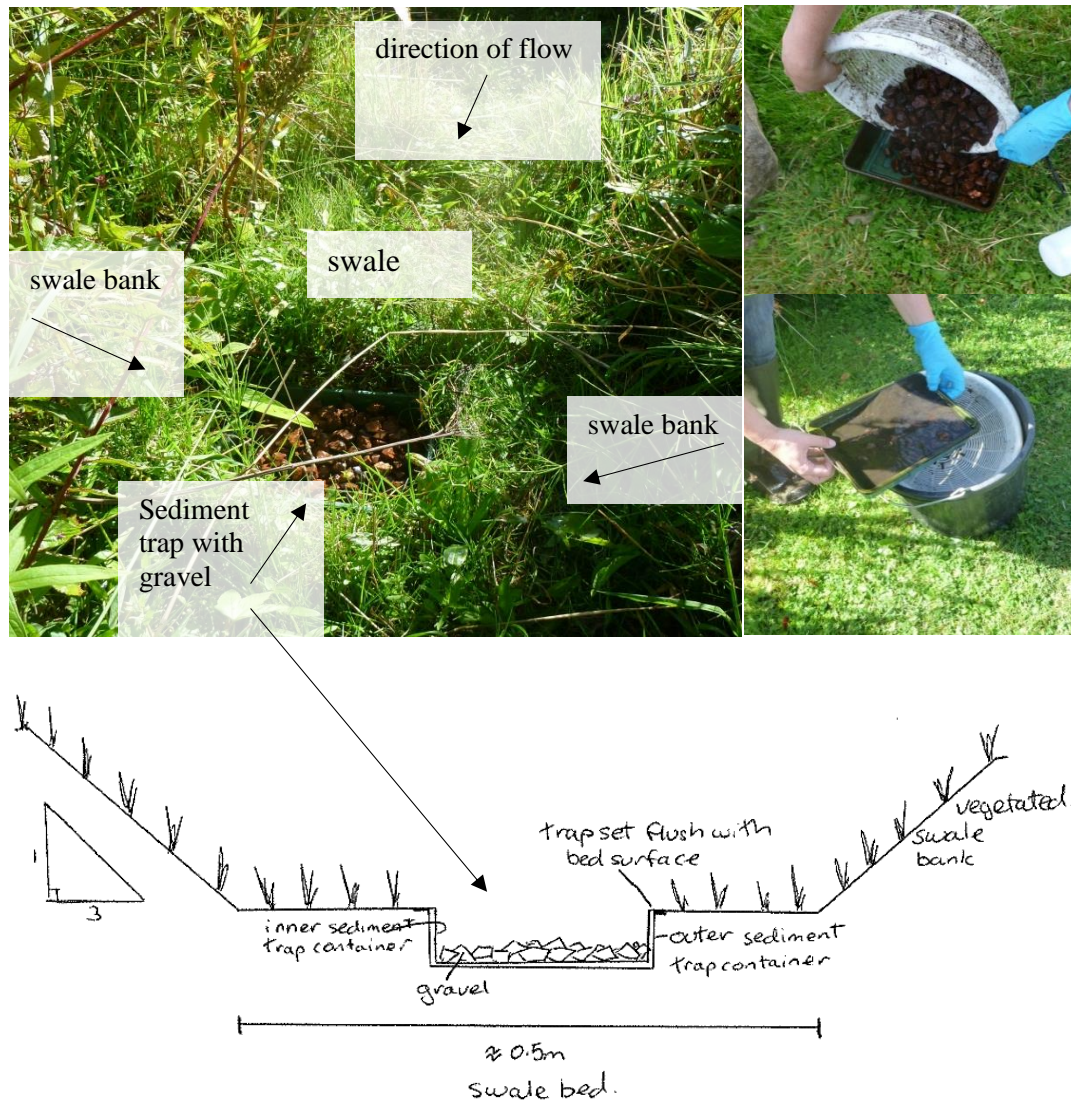 direction of flow
swale
swale bank
swale bank
Sediment
trap with
gravel
vegetated
swale
bank
trap set flush with
bed surface
1
3
inner sediment
trap container
outer sediment
trap container
gravel
≈ 0.5m
swale bed.